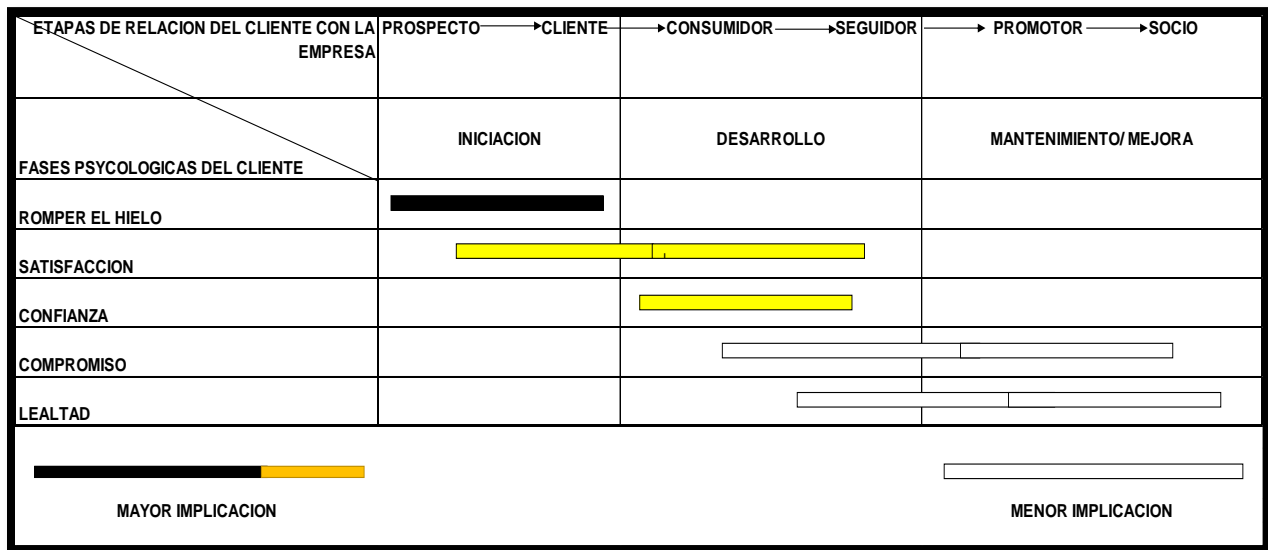 ETAPAS DE RELACION DEL CLIENTE CON LA EMPRESA
PROSPECTO CLIENTE CONSUMIDOR SEGUIDOR PROMOTOR SOCIO
FASES PSYCOLOGICAS DEL CLIENTE
INICIACION DESARROLLO MANTENIMIENTO/ MEJORA
ROMPER EL HIELO
SATISFACCION
CONFIANZA
COMPROMISO
LEALTAD
MAYOR IMPLICACION MENOR IMPLICACION